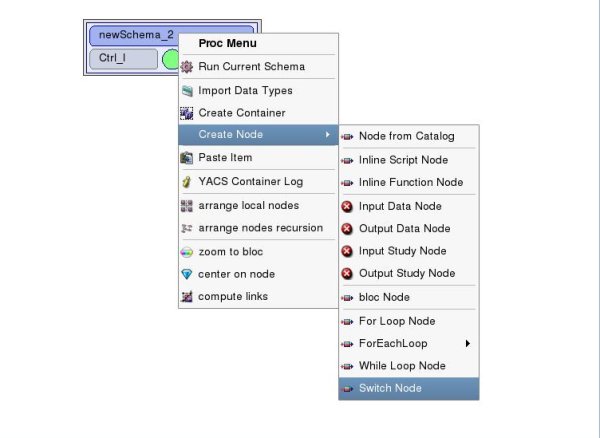 newSchema_2
Ctrl_I
Proc Menu
Run Current Schema
Import Data Types
Create Container
Create Node
Paste Item
YACS Container Log
arrange local nodes
arrange nodes recursion
zoom to bloc
center on node
compute links
Node from Catalog
Inline Script Node
Inline Function Node
Input Data Node
Output Data Node
Input Study Node
Output Study Node
bloc Node
For Loop Node
ForEachLoop
While Loop Node
Switch Node